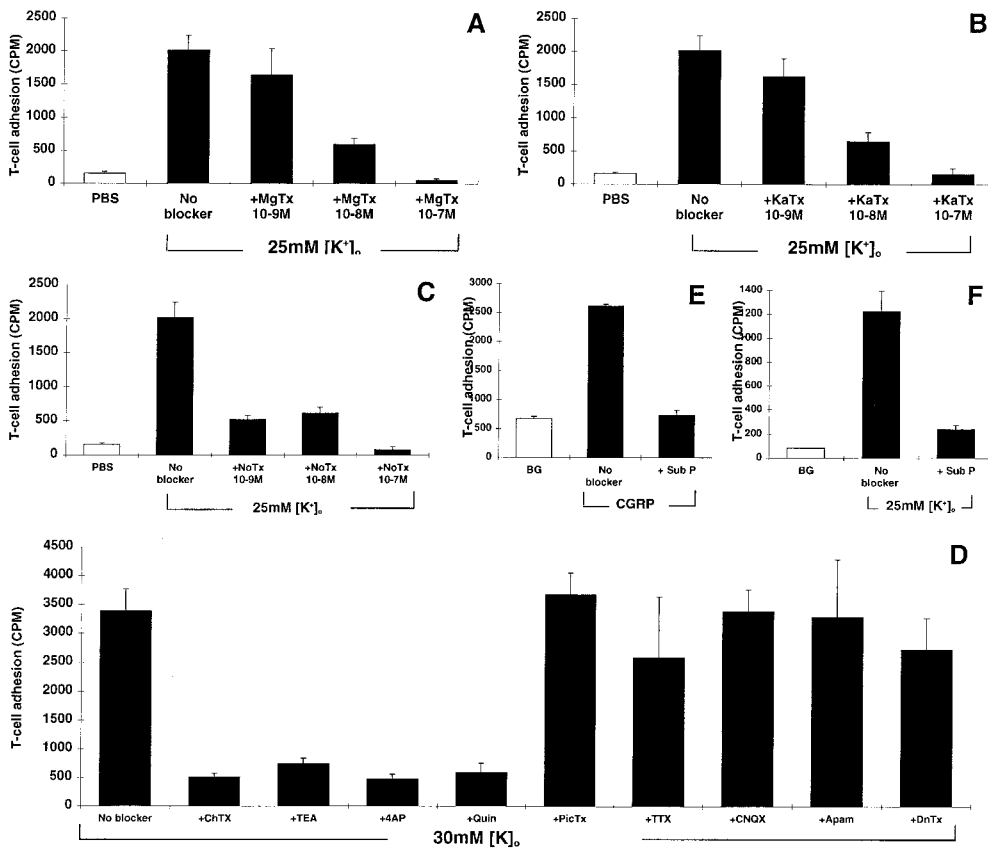 A
T-cell adhesion (CPM)
2500
2000
1500
1000
500
0
PBS
No blocker
+MgTx 10-9M
+MgTx 10-8M
+MgTx 10-7M
25mM [K+]o
B
T-cell adhesion (CPM)
2500
2000
1500
1000
500
0
PBS
No blocker
+KaTx 10-9M
+KaTx 10-8M
+KaTx 10-7M
25mM [K+]o
C
T-cell adhesion (CPM)
2500
2000
1500
1000
500
0
PBS
No blocker
+NoTx 10-9M
+NoTx 10-8M
+NoTx 10-7M
25mM [K+]o
E
T-cell adhesion (CPM)
3000
2500
2000
1500
1000
500
0
BG
No blocker
+ Sub P
CGRP
F
T-cell adhesion (CPM)
1400
1200
1000
800
600
400
200
0
BG
No blocker
+ Sub P
25mM [K+]o
D
T-cell adhesion (CPM)
4500
4000
3500
3000
2500
2000
1500
1000
500
0
No blocker
+ChTX
+TEA
+4AP
+Quin
+PicTx
+TTX
+CNQX
+Apam
+DnTx
30mM [K]o